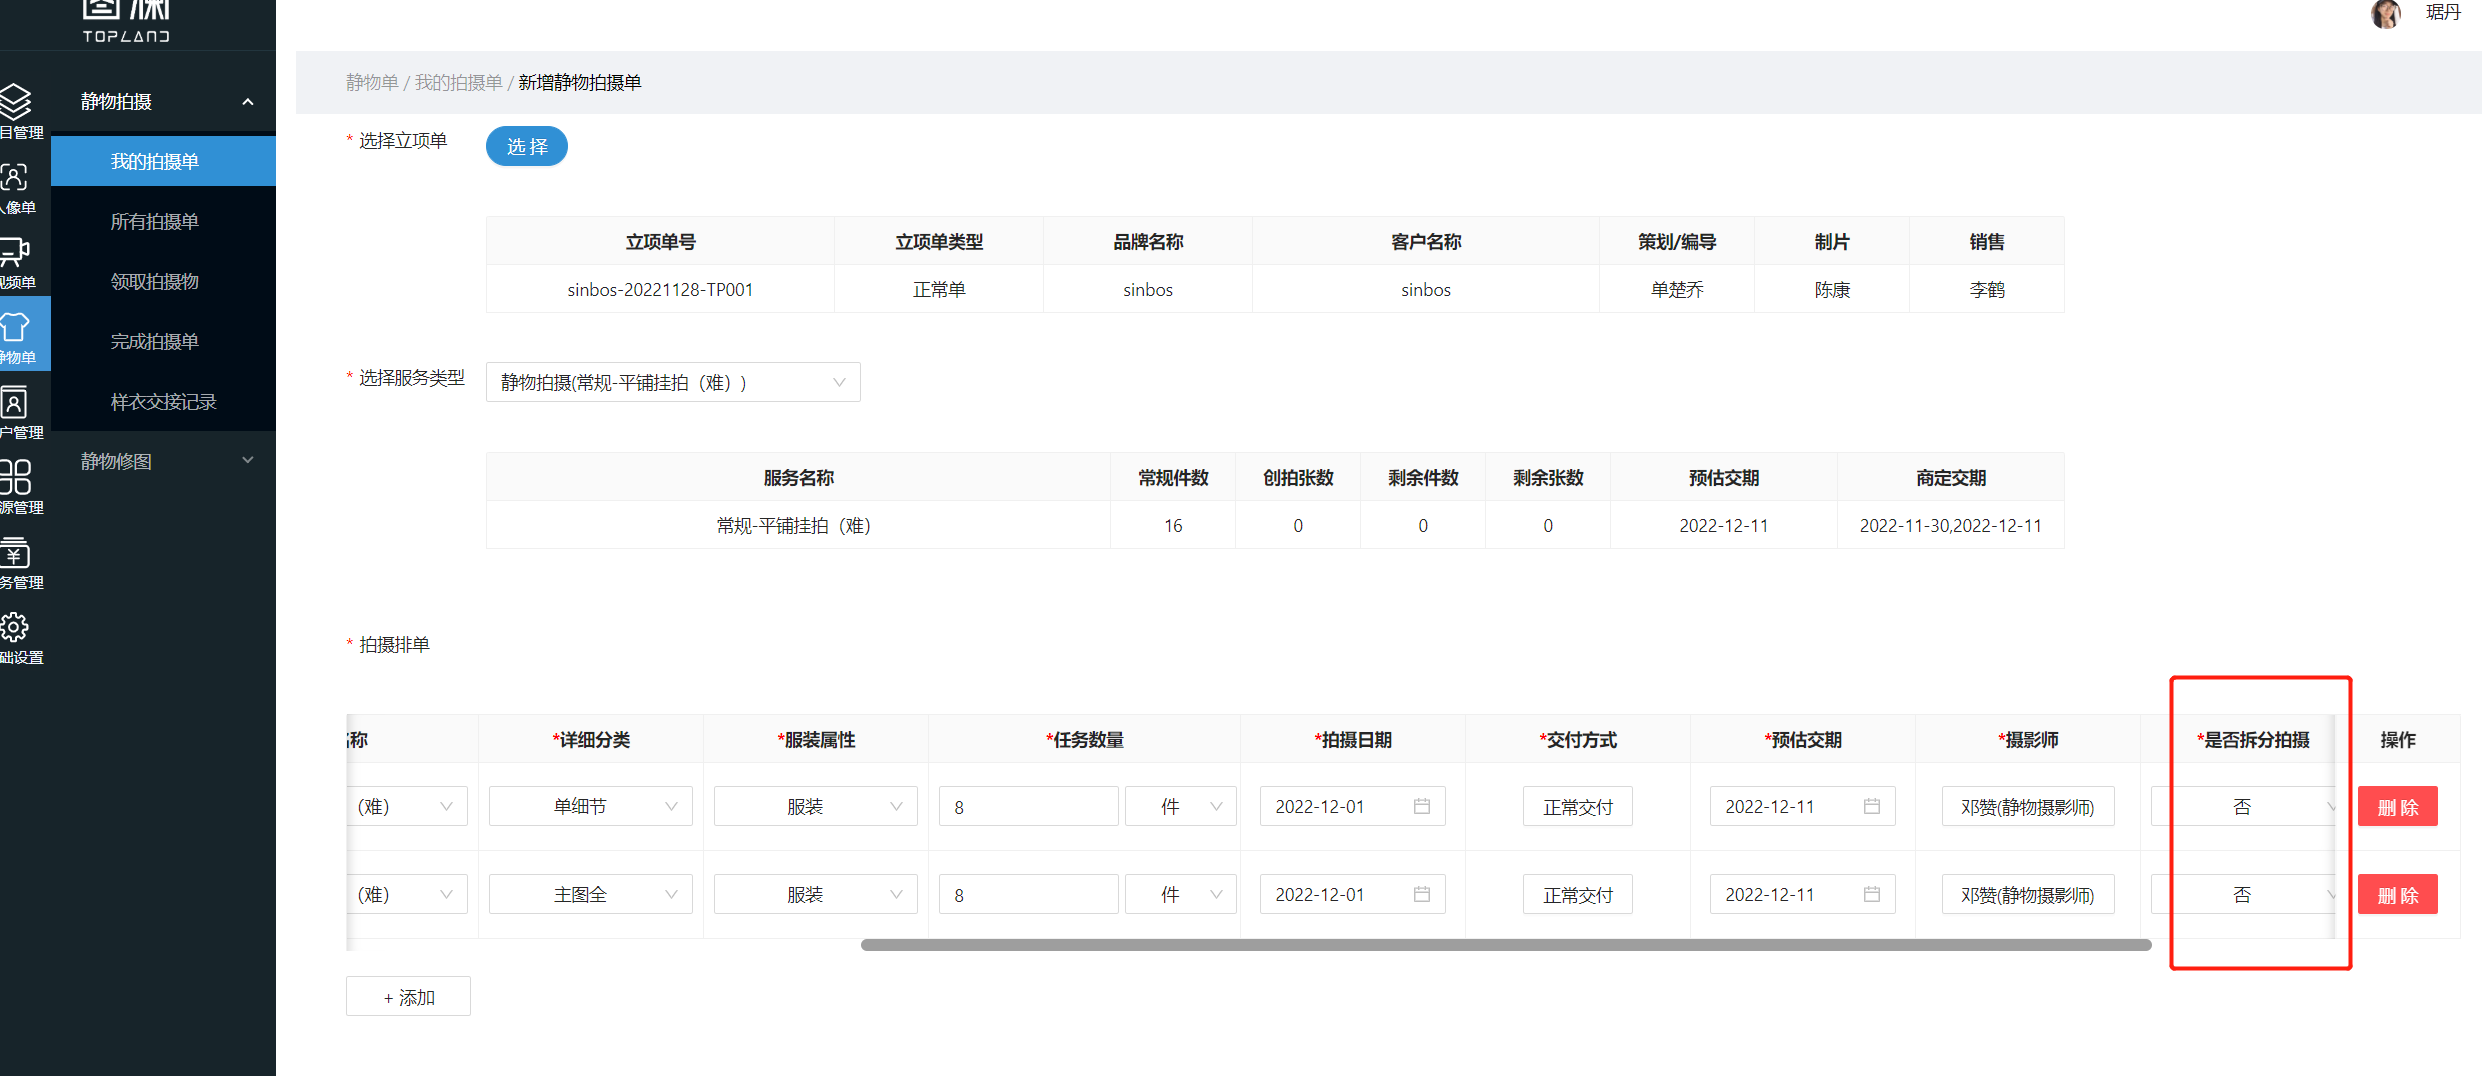 TOPLAND
琚丹
静物单 / 我的拍摄单 / 新增静物拍摄单
静物拍摄
我的拍摄单
所有拍摄单
领取拍摄物
完成拍摄单
样衣交接记录
静物修图
目管理
人像单
视频单
静物单
户管理
源管理
务管理
础设置
* 选择立项单
选 择
立项单号 立项单类型 品牌名称 客户名称 策划/编导 制片 销售
sinbos-20221128-TP001 正常单 sinbos sinbos 单楚乔 陈康 李鹤
* 选择服务类型
静物拍摄(常规-平铺挂拍（难）)
服务名称 常规件数 创拍张数 剩余件数 剩余张数 预估交期 商定交期
常规-平铺挂拍（难） 16 0 0 0 2022-12-11 2022-11-30,2022-12-11
* 拍摄排单
称 *详细分类 *服装属性 *任务数量 *拍摄日期 *交付方式 *预估交期 *摄影师 *是否拆分拍摄 操作
（难） 单细节 服装 8 件 2022-12-01 正常交付 2022-12-11 邓赞(静物摄影师) 否 删 除
（难） 主图全 服装 8 件 2022-12-01 正常交付 2022-12-11 邓赞(静物摄影师) 否 删 除
+ 添加